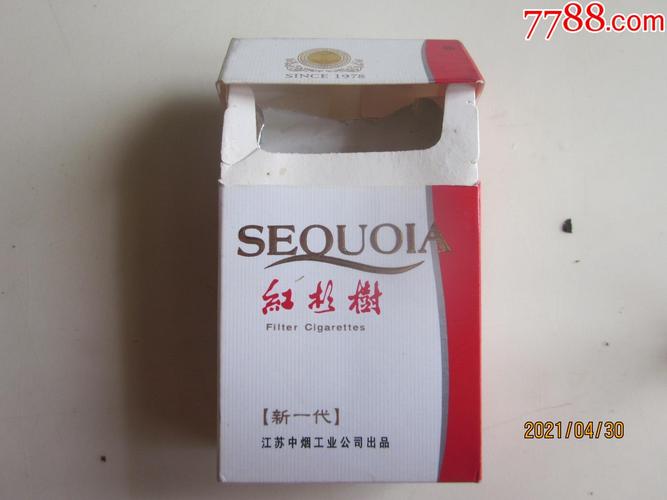 7788.com
SINCE 1978
SEQUOIA
紅杉樹
Filter Cigarettes
【新一代】
江苏中烟工业公司出品
2021/04/30